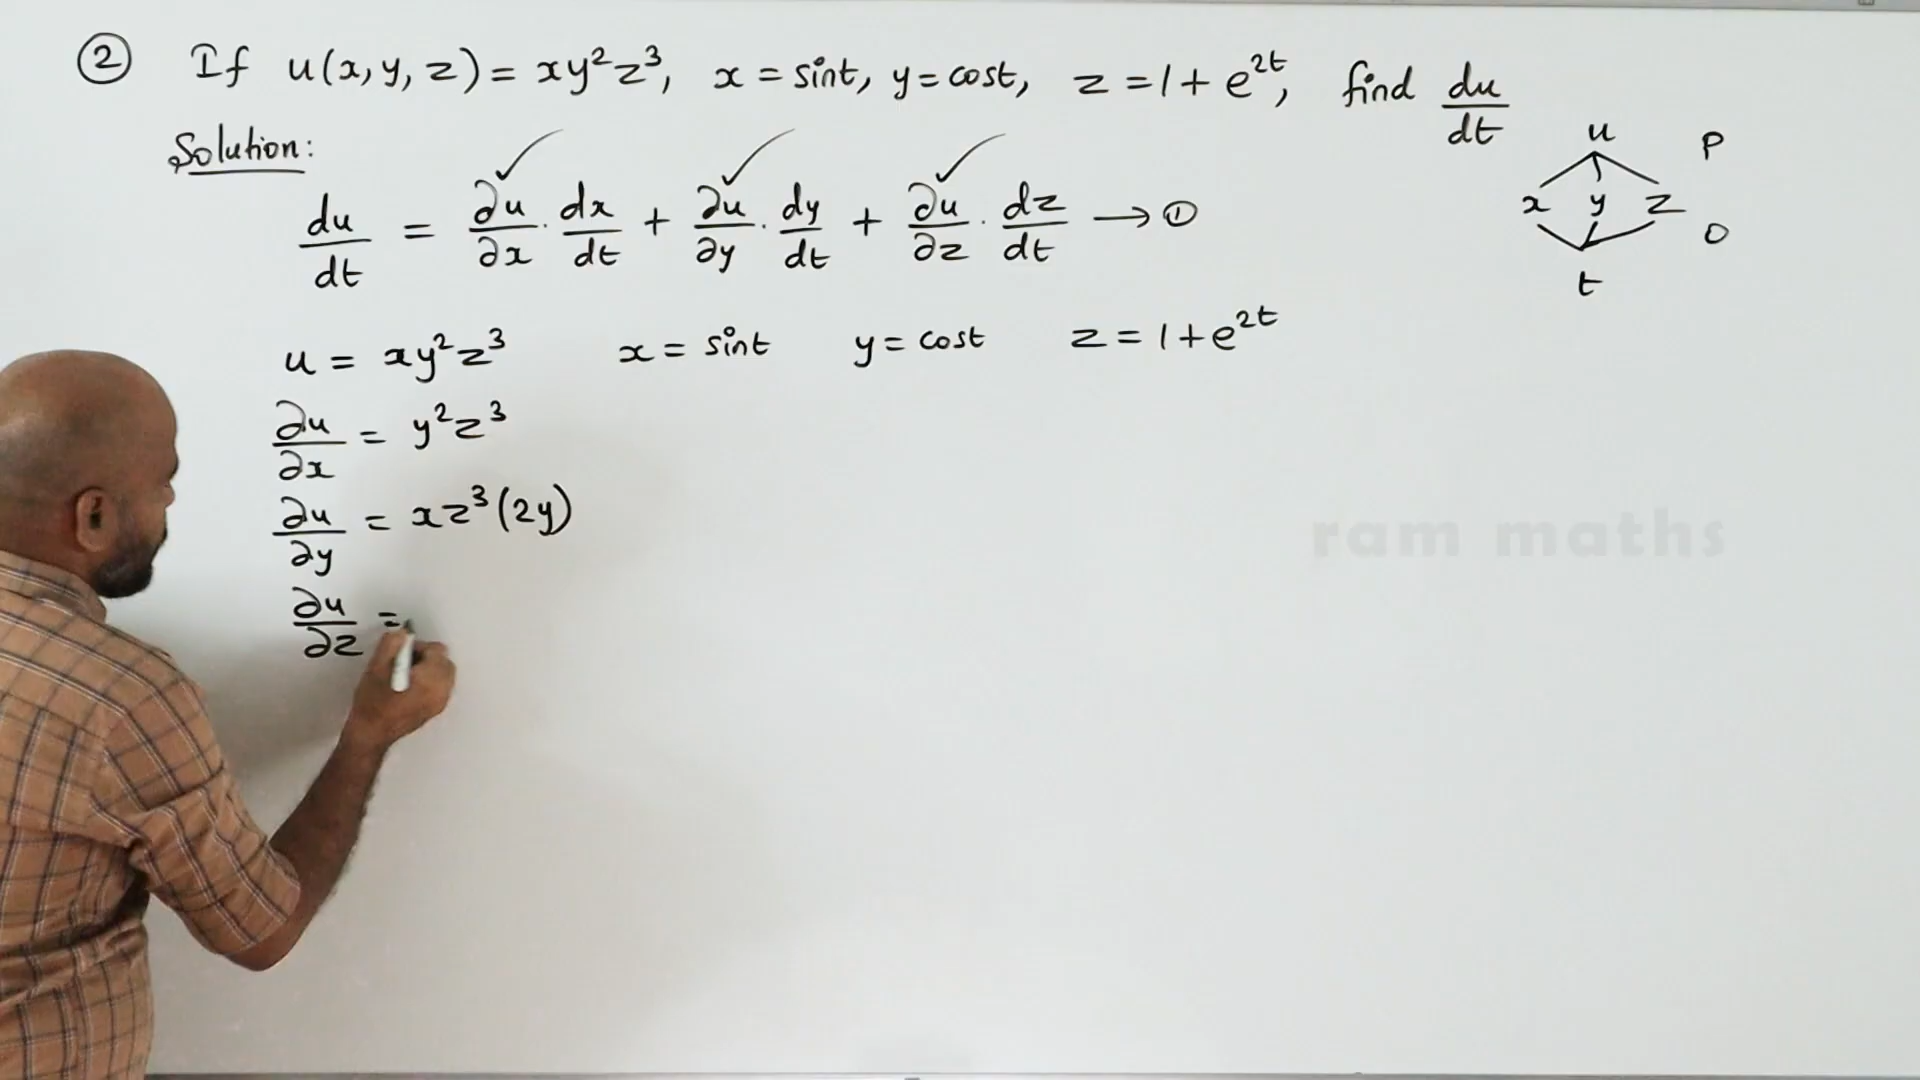 ② If u(x, y, z) = xy²z³, x = sint, y = cost, z = 1 + e^{2t}, find du/dt
Solution:
du/dt = ∂u/∂x · dx/dt + ∂u/∂y · dy/dt + ∂u/∂z · dz/dt → ①
u
P
x y z
O
t
u = xy²z³ x = sint y = cost z = 1 + e^{2t}
∂u/∂x = y²z³
∂u/∂y = xz³(2y)
∂u/∂z =
ram maths